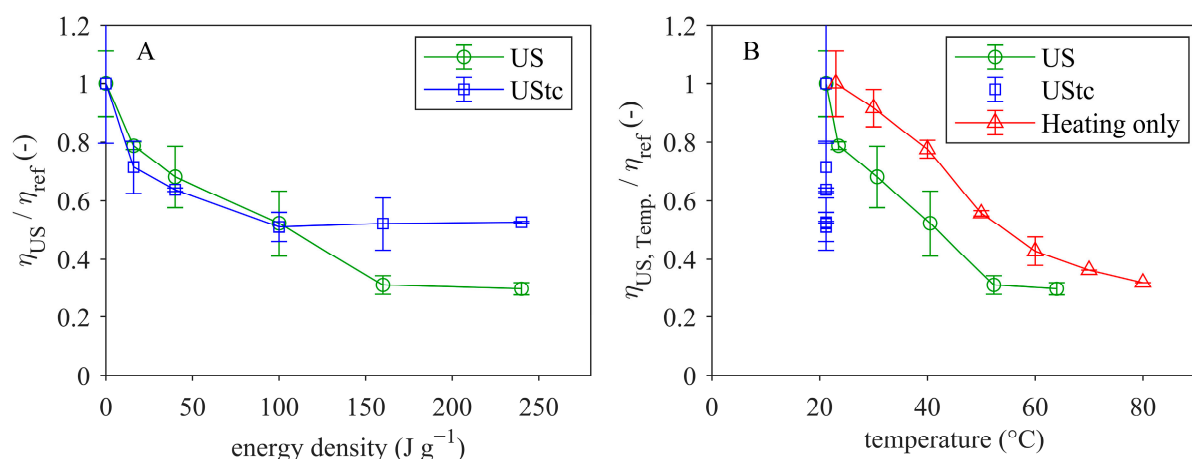 A
US
UStc
1.2
1
0.8
0.6
0.4
0.2
0
η_US / η_ref (-)
0 50 100 150 200 250
energy density (J g⁻¹)
B
US
UStc
Heating only
1.2
1
0.8
0.6
0.4
0.2
0
η_US, Temp. / η_ref (-)
0 20 40 60 80
temperature (°C)